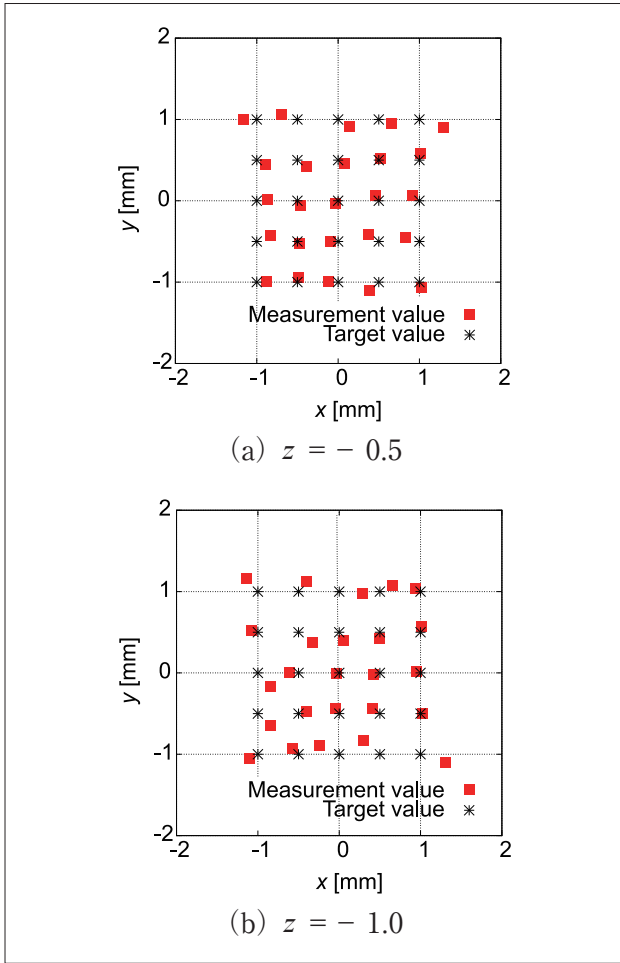 2
1
0
-1
-2
y [mm]
Measurement value
Target value
-2 -1 0 1 2
x [mm]
(a) z = − 0.5
2
1
0
-1
-2
y [mm]
Measurement value
Target value
-2 -1 0 1 2
x [mm]
(b) z = − 1.0